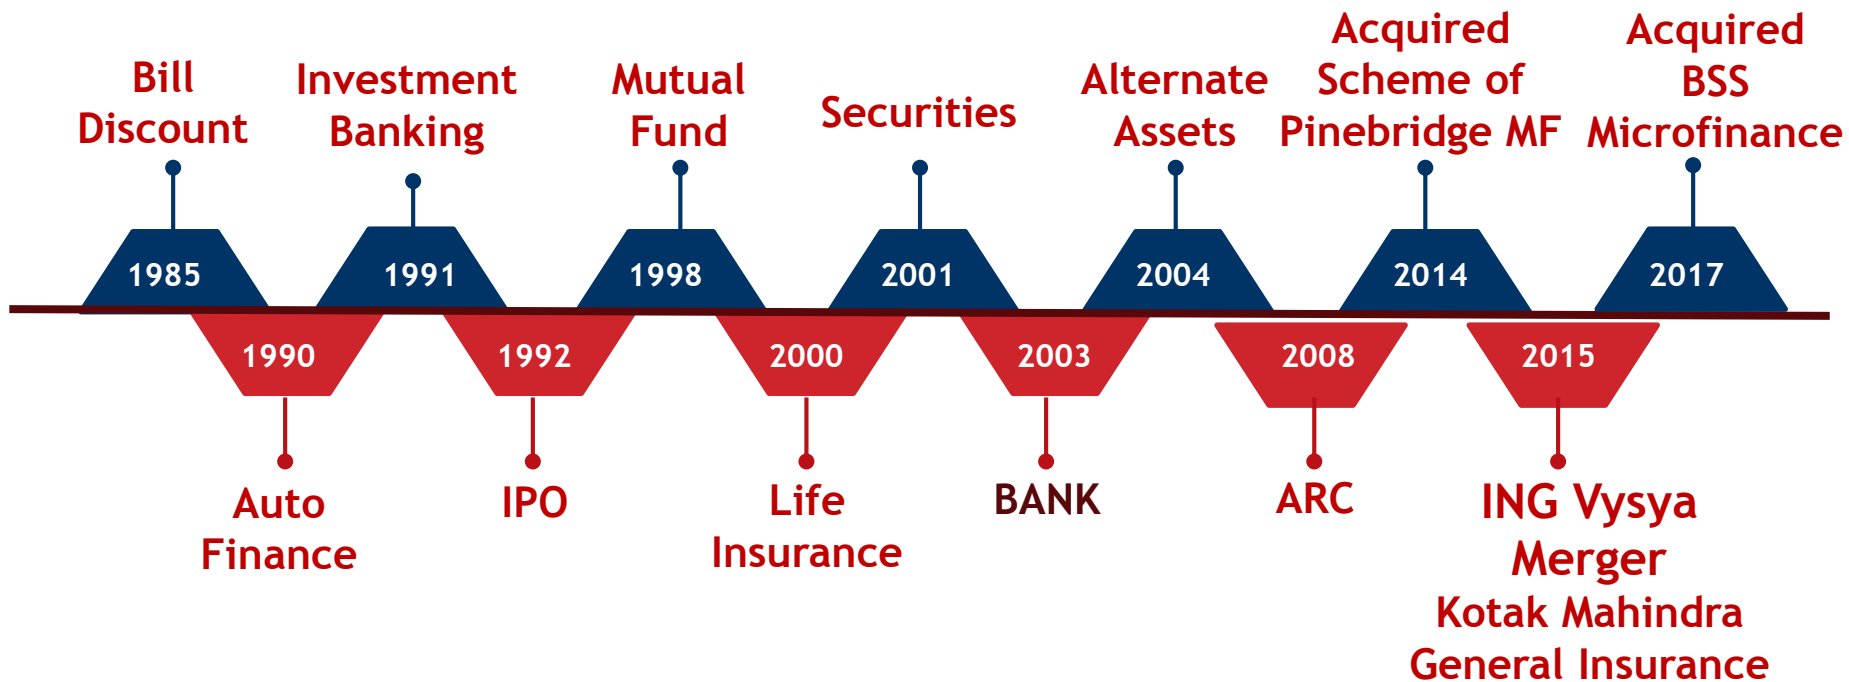 Bill
Discount
Investment
Banking
Mutual
Fund
Securities
Alternate
Assets
Acquired
Scheme of
Pinebridge MF
Acquired
BSS
Microfinance
1985
1991
1998
2001
2004
2014
2017
1990
1992
2000
2003
2008
2015
Auto
Finance
IPO
Life
Insurance
BANK
ARC
ING Vysya
Merger
Kotak Mahindra
General Insurance